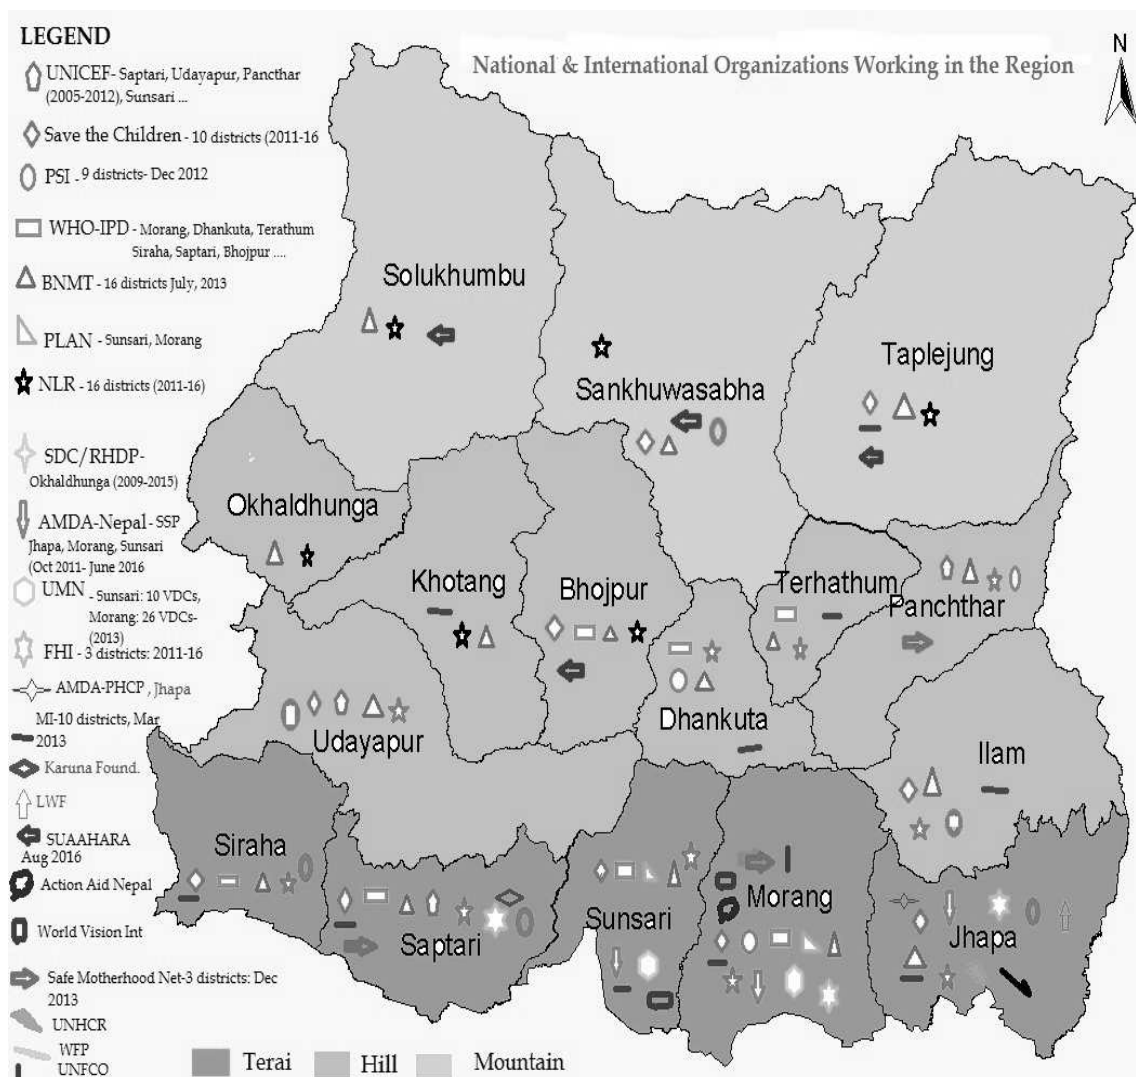 LEGEND
National & International Organizations Working in the Region
N
UNICEF- Saptari, Udayapur, Pancthar
(2005-2012), Sunsari ...
Save the Children - 10 districts (2011-16
PSI - 9 districts- Dec 2012
WHO-IPD - Morang, Dhankuta, Terathum
Siraha, Saptari, Bhojpur ....
BNMT - 16 districts July, 2013
PLAN - Sunsari, Morang
NLR - 16 districts (2011-16)
SDC/RHDP-
Okhaldhunga (2009-2015)
AMDA-Nepal - SSP
Jhapa, Morang, Sunsari
(Oct 2011- June 2016
UMN - Sunsari: 10 VDCs,
Morang: 26 VDCs-
(2013)
FHI - 3 districts: 2011-16
AMDA-PHCP , Jhapa
MI-10 districts, Mar
2013
Karuna Found.
LWF
SUAAHARA
Aug 2016
Action Aid Nepal
World Vision Int
Safe Motherhood Net-3 districts: Dec
2013
UNHCR
WFP
UNFCO
Terai Hill Mountain
Solukhumbu
Taplejung
Sankhuwasabha
Okhaldhunga
Khotang
Bhojpur
Terhathum
Panchthar
Dhankuta
Udayapur
Ilam
Siraha
Saptari
Sunsari
Morang
Jhapa